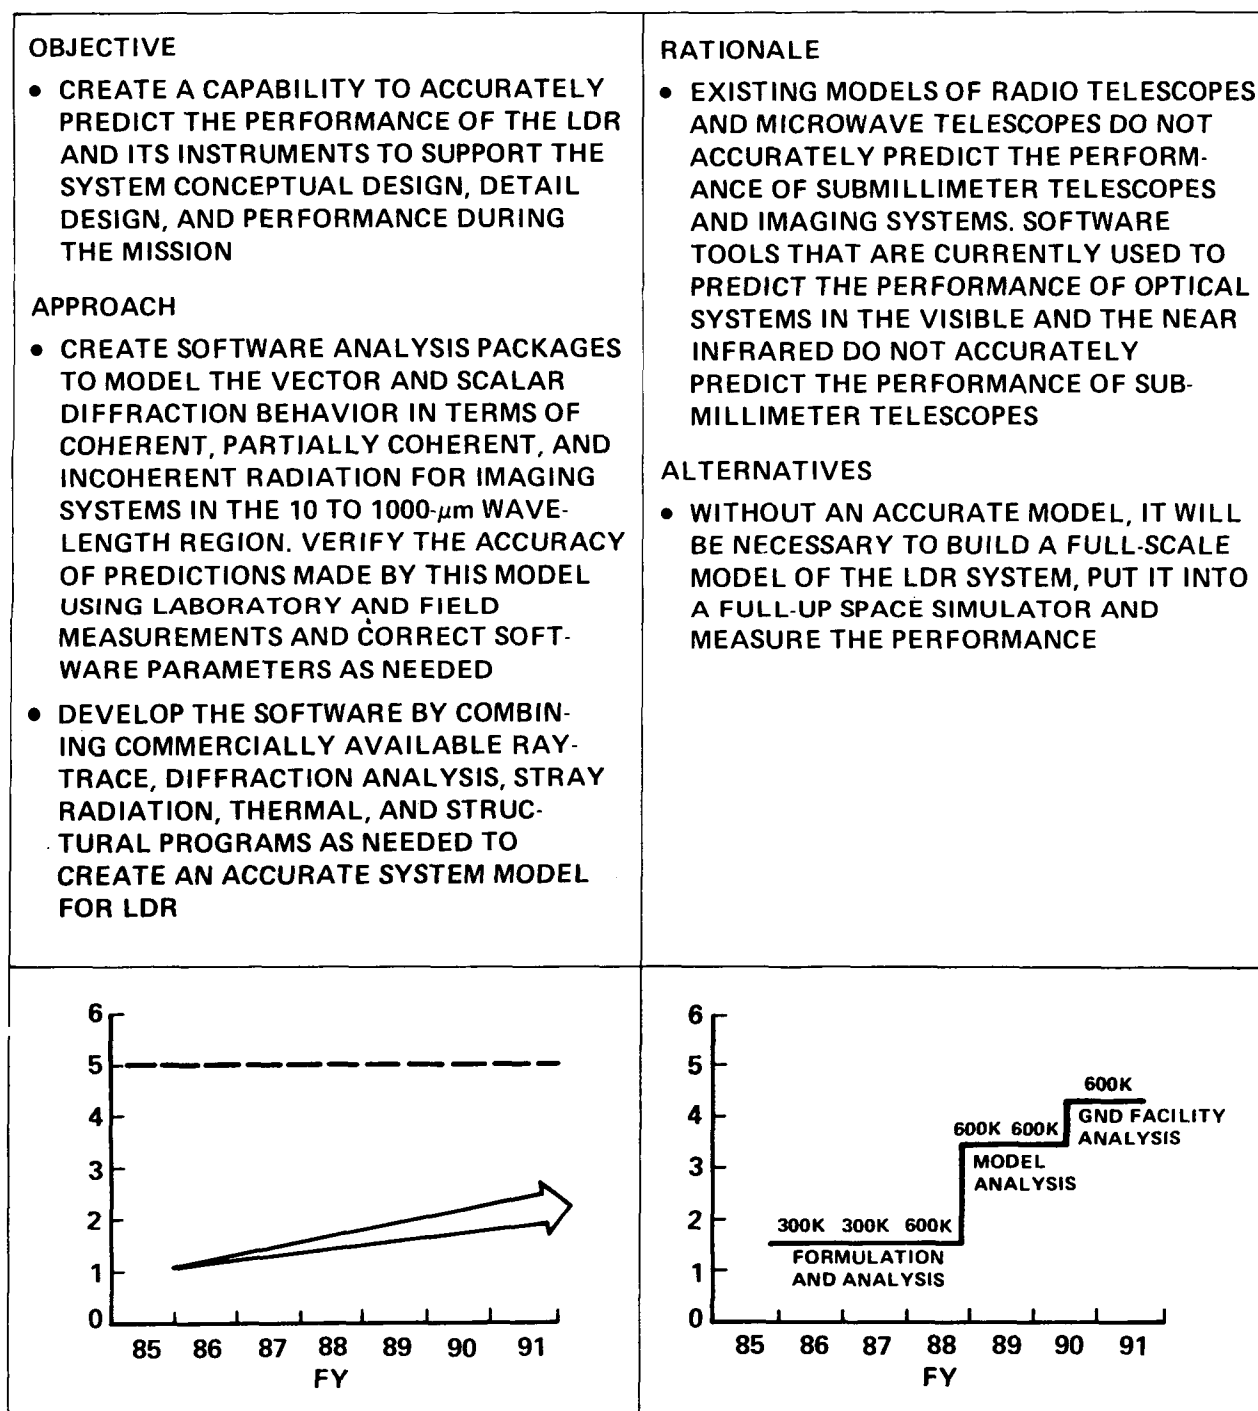 OBJECTIVE
• CREATE A CAPABILITY TO ACCURATELY
PREDICT THE PERFORMANCE OF THE LDR
AND ITS INSTRUMENTS TO SUPPORT THE
SYSTEM CONCEPTUAL DESIGN, DETAIL
DESIGN, AND PERFORMANCE DURING
THE MISSION
APPROACH
• CREATE SOFTWARE ANALYSIS PACKAGES
TO MODEL THE VECTOR AND SCALAR
DIFFRACTION BEHAVIOR IN TERMS OF
COHERENT, PARTIALLY COHERENT, AND
INCOHERENT RADIATION FOR IMAGING
SYSTEMS IN THE 10 TO 1000-μm WAVE-
LENGTH REGION. VERIFY THE ACCURACY
OF PREDICTIONS MADE BY THIS MODEL
USING LABORATORY AND FIELD
MEASUREMENTS AND CORRECT SOFT-
WARE PARAMETERS AS NEEDED
• DEVELOP THE SOFTWARE BY COMBIN-
ING COMMERCIALLY AVAILABLE RAY-
TRACE, DIFFRACTION ANALYSIS, STRAY
RADIATION, THERMAL, AND STRUC-
TURAL PROGRAMS AS NEEDED TO
CREATE AN ACCURATE SYSTEM MODEL
FOR LDR
RATIONALE
• EXISTING MODELS OF RADIO TELESCOPES
AND MICROWAVE TELESCOPES DO NOT
ACCURATELY PREDICT THE PERFORM-
ANCE OF SUBMILLIMETER TELESCOPES
AND IMAGING SYSTEMS. SOFTWARE
TOOLS THAT ARE CURRENTLY USED TO
PREDICT THE PERFORMANCE OF OPTICAL
SYSTEMS IN THE VISIBLE AND THE NEAR
INFRARED DO NOT ACCURATELY
PREDICT THE PERFORMANCE OF SUB-
MILLIMETER TELESCOPES
ALTERNATIVES
• WITHOUT AN ACCURATE MODEL, IT WILL
BE NECESSARY TO BUILD A FULL-SCALE
MODEL OF THE LDR SYSTEM, PUT IT INTO
A FULL-UP SPACE SIMULATOR AND
MEASURE THE PERFORMANCE
6
5
4
3
2
1
0
85 86 87 88 89 90 91
FY
6
5
4
3
2
1
0
600K
GND FACILITY
ANALYSIS
600K 600K
MODEL
ANALYSIS
300K 300K 600K
FORMULATION
AND ANALYSIS
85 86 87 88 89 90 91
FY